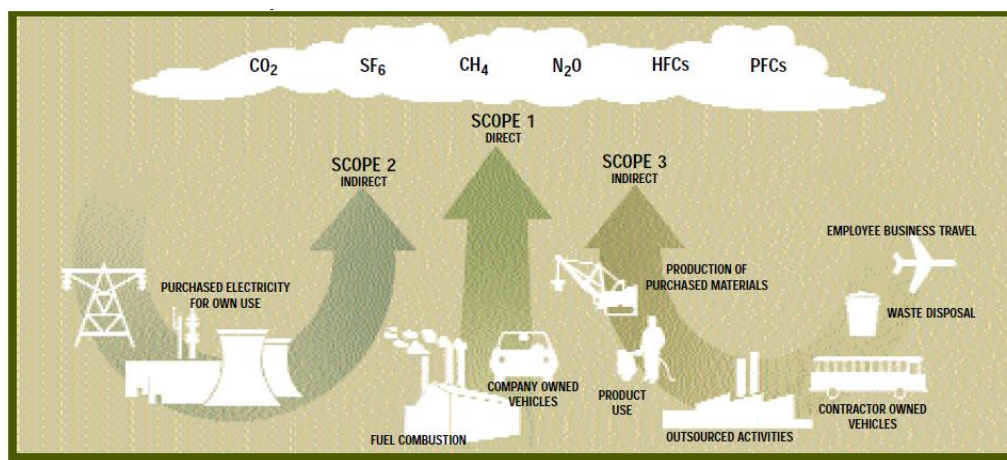 CO₂ SF₆ CH₄ N₂O HFCs PFCs
SCOPE 1
DIRECT
SCOPE 2
INDIRECT
SCOPE 3
INDIRECT
EMPLOYEE BUSINESS TRAVEL
PURCHASED ELECTRICITY
FOR OWN USE
PRODUCTION OF
PURCHASED MATERIALS
WASTE DISPOSAL
COMPANY OWNED
VEHICLES
PRODUCT
USE
CONTRACTOR OWNED
VEHICLES
FUEL COMBUSTION
OUTSOURCED ACTIVITIES